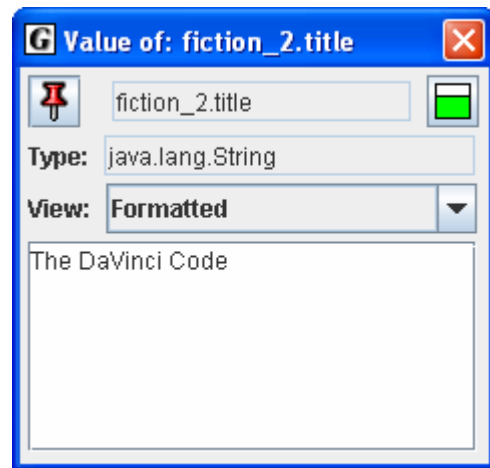 G Value of: fiction_2.title
fiction_2.title
Type: java.lang.String
View: Formatted
The DaVinci Code